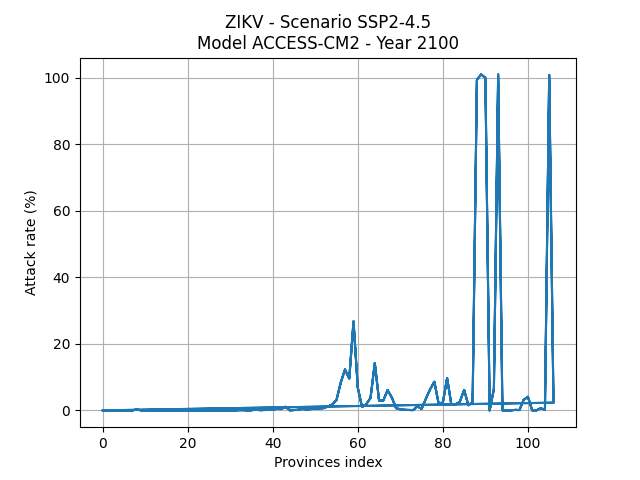 ZIKV - Scenario SSP2-4.5
Model ACCESS-CM2 - Year 2100
100
80
60
40
20
0
Attack rate (%)
0 20 40 60 80 100
Provinces index